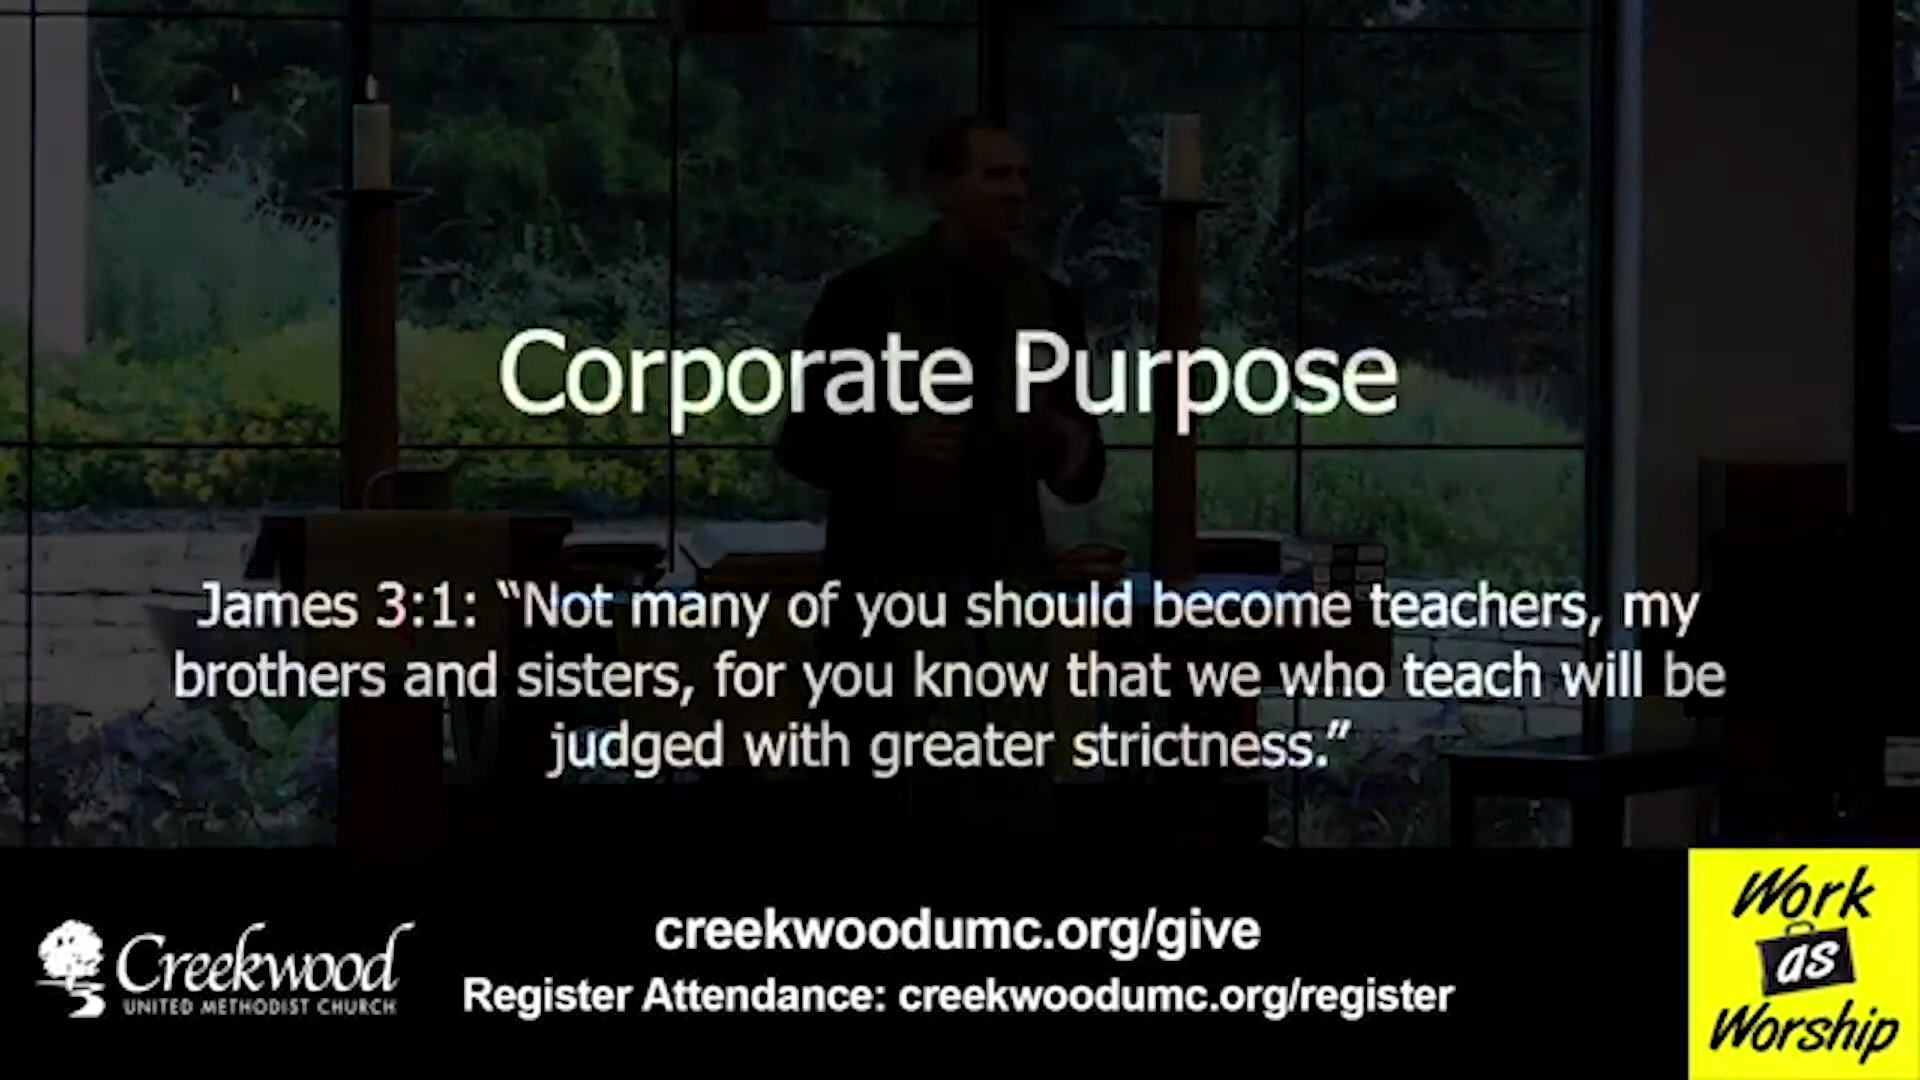 Corporate Purpose
James 3:1: “Not many of you should become teachers, my
brothers and sisters, for you know that we who teach will be
judged with greater strictness.”
creekwoodumc.org/give
Register Attendance: creekwoodumc.org/register
Creekwood
UNITED METHODIST CHURCH
Work
as
Worship